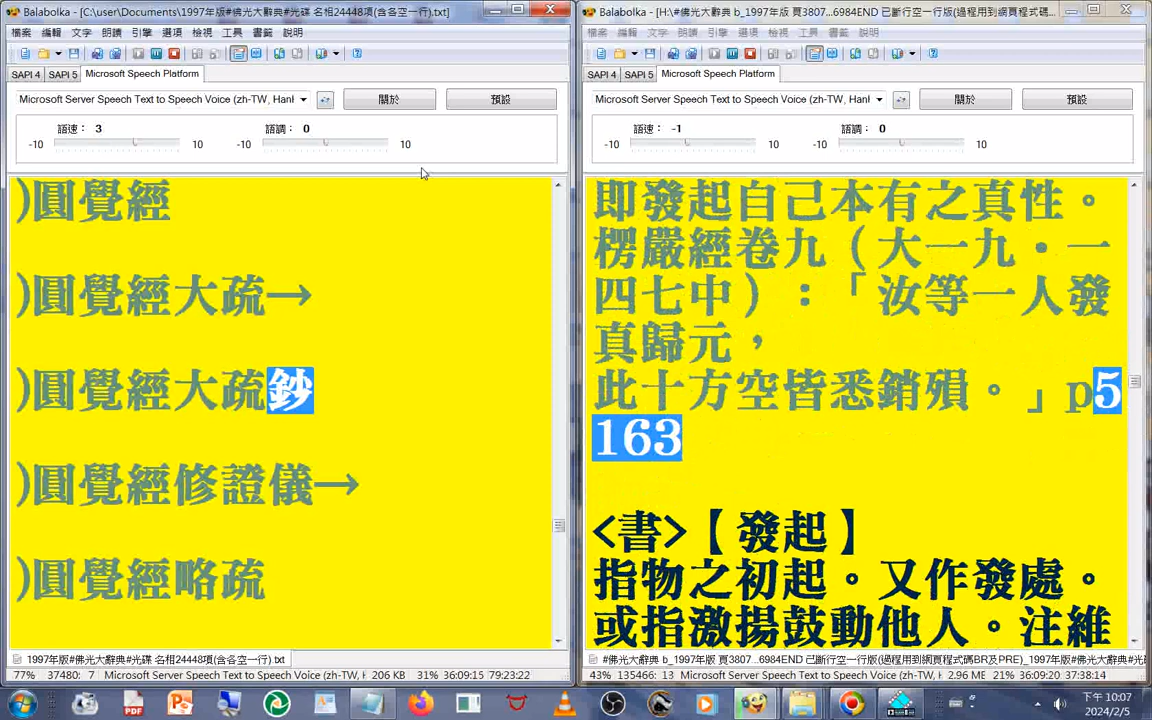 Balabolka - [C:\user\Documents\1997年版#佛光大辭典#光碟 名相24448項(含各空一行).txt]
檔案 編輯 文字 朗讀 引擎 選項 檢視 工具 書籤 說明
SAPI 4 SAPI 5 Microsoft Speech Platform
Microsoft Server Speech Text to Speech Voice (zh-TW, Hanl
關於 預設
語速： 3 語調： 0
-10 10 -10 10
)圓覺經
)圓覺經大疏→
)圓覺經大疏鈔
)圓覺經修證儀→
)圓覺經略疏
1997年版#佛光大辭典#光碟 名相24448項(含各空一行).txt
77% 37480: 7 Microsoft Server Speech Text to Speech Voice (zh-TW, H 206 KB 31% 36:09:15 79:23:22
Balabolka - [H:\#佛光大辭典 b_1997年版 頁3807...6984END 已斷行空一行版(過程用到網頁程式碼...
檔案 編輯 文字 朗讀 引擎 選項 檢視 工具 書籤 說明
SAPI 4 SAPI 5 Microsoft Speech Platform
Microsoft Server Speech Text to Speech Voice (zh-TW, Hanl
關於 預設
語速： -1 語調： 0
-10 10 -10 10
即發起自己本有之真性。
楞嚴經卷九（大一九・一
四七中）：「汝等一人發
真歸元，
此十方空皆悉銷殞。」p5
163
<書>【發起】
指物之初起。又作發處。
或指激揚鼓動他人。注維
#佛光大辭典 b_1997年版 頁3807...6984END 已斷行空一行版(過程用到網頁程式碼BR及PRE)_1997年版#光
43% 135466: 13 Microsoft Server Speech Text to Speech Voice (zh-TW, H 2.96 ME 21% 36:09:20 37:38:14
下午 10:07
2024/2/5